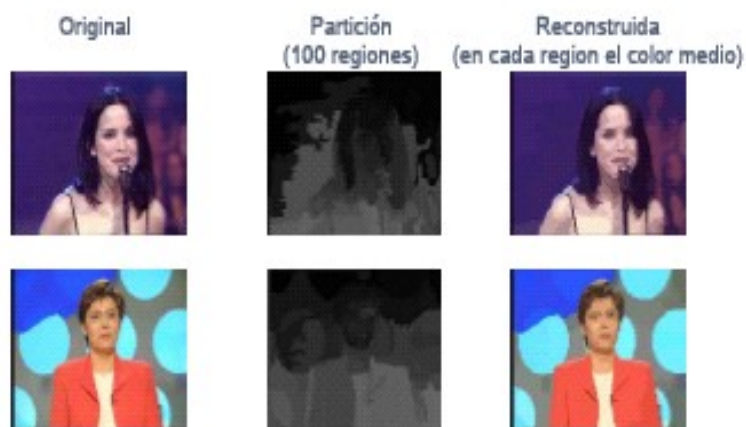 Original
Partición
(100 regiones)
Reconstruida
(en cada region el color medio)